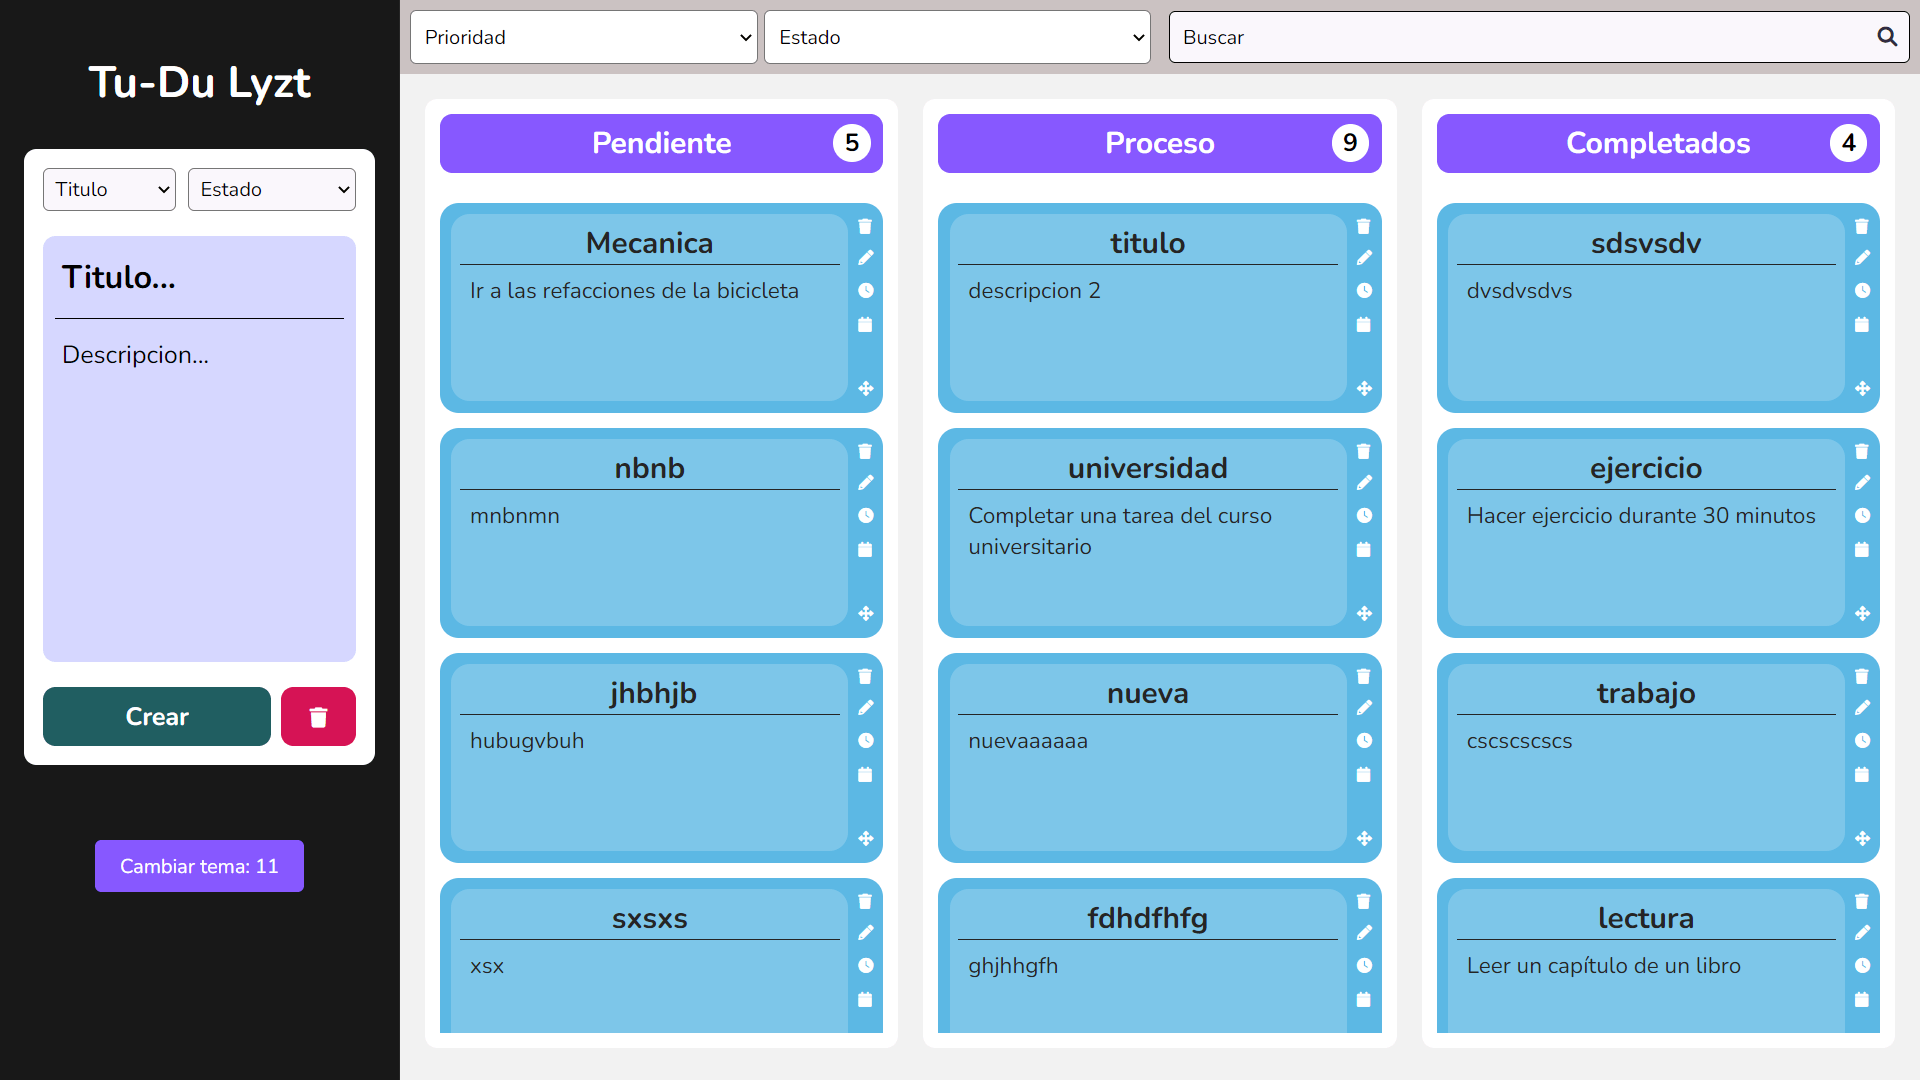 Tu-Du Lyzt
Titulo
Estado
Titulo...
Descripcion...
Crear
Cambiar tema: 11
Prioridad
Estado
Buscar
Pendiente
5
Mecanica
Ir a las refacciones de la bicicleta
nbnb
mnbnmn
jhbhjb
hubugvbuh
sxsxs
xsx
Proceso
9
titulo
descripcion 2
universidad
Completar una tarea del curso
universitario
nueva
nuevaaaaaa
fdhdfhfg
ghjhhgfh
Completados
4
sdsvsdv
dvsdvsdvs
ejercicio
Hacer ejercicio durante 30 minutos
trabajo
cscscscscs
lectura
Leer un capítulo de un libro